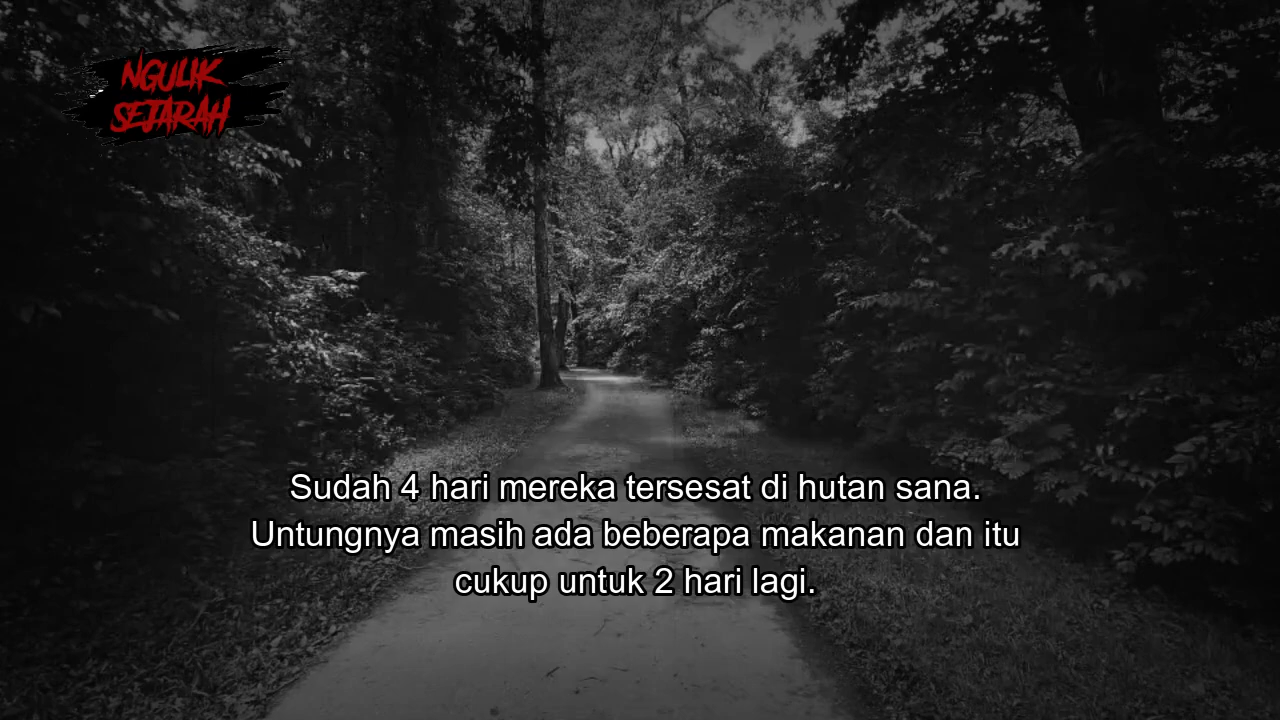 NGULIK
SEJARAH
Sudah 4 hari mereka tersesat di hutan sana.
Untungnya masih ada beberapa makanan dan itu
cukup untuk 2 hari lagi.